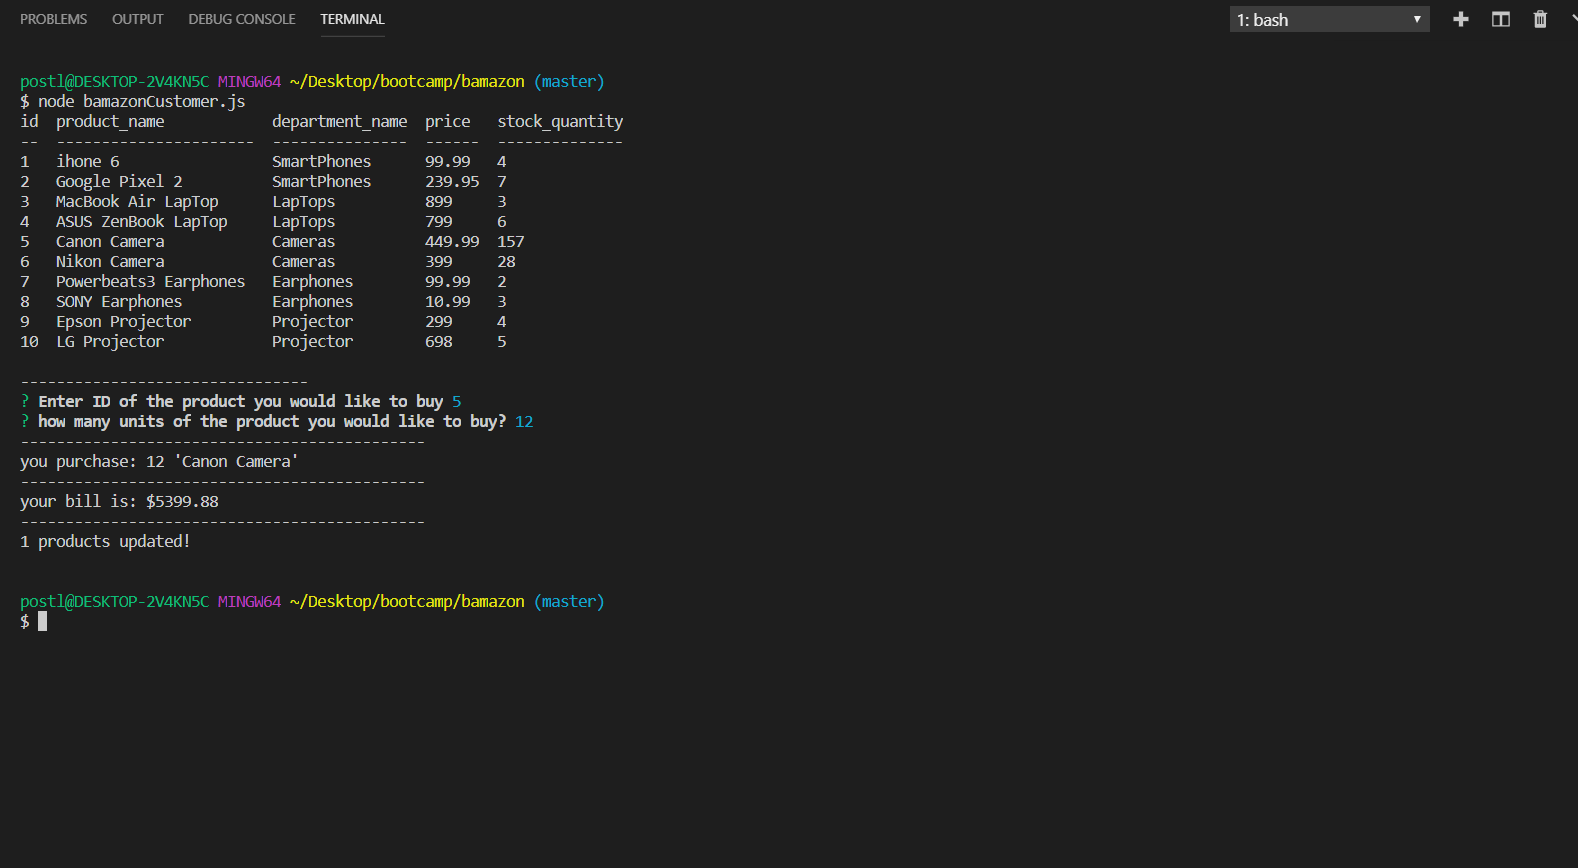 PROBLEMS OUTPUT DEBUG CONSOLE TERMINAL 1: bash
postl@DESKTOP-2V4KN5C MINGW64 ~/Desktop/bootcamp/bamazon (master)
$ node bamazonCustomer.js
id  product_name            department_name  price   stock_quantity
--  ----------------------  ---------------  ------  --------------
1   ihone 6                 SmartPhones      99.99   4
2   Google Pixel 2          SmartPhones      239.95  7
3   MacBook Air LapTop      LapTops          899     3
4   ASUS ZenBook LapTop     LapTops          799     6
5   Canon Camera            Cameras          449.99  157
6   Nikon Camera            Cameras          399     28
7   Powerbeats3 Earphones   Earphones        99.99   2
8   SONY Earphones          Earphones        10.99   3
9   Epson Projector         Projector        299     4
10  LG Projector            Projector        698     5
--------------------------------
? Enter ID of the product you would like to buy 5
? how many units of the product you would like to buy? 12
---------------------------------------------
you purchase: 12 'Canon Camera'
---------------------------------------------
your bill is: $5399.88
---------------------------------------------
1 products updated!
postl@DESKTOP-2V4KN5C MINGW64 ~/Desktop/bootcamp/bamazon (master)
$